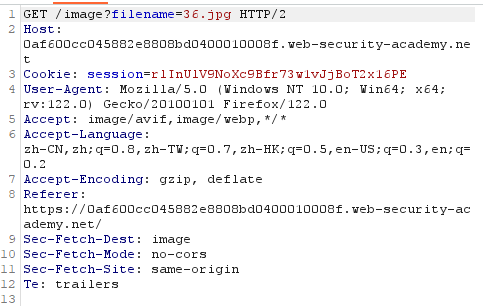 1 GET /image?filename=36.jpg HTTP/2
2 Host:
0af600cc045882e8808bd0400010008f.web-security-academy.ne
t
3 Cookie: session=rlInUlV9NoXc9Bfr73w1vJjBoT2x16PE
4 User-Agent: Mozilla/5.0 (Windows NT 10.0; Win64; x64;
rv:122.0) Gecko/20100101 Firefox/122.0
5 Accept: image/avif,image/webp,*/*
6 Accept-Language:
zh-CN,zh;q=0.8,zh-TW;q=0.7,zh-HK;q=0.5,en-US;q=0.3,en;q=
0.2
7 Accept-Encoding: gzip, deflate
8 Referer:
https://0af600cc045882e8808bd0400010008f.web-security-ac
ademy.net/
9 Sec-Fetch-Dest: image
10 Sec-Fetch-Mode: no-cors
11 Sec-Fetch-Site: same-origin
12 Te: trailers
13